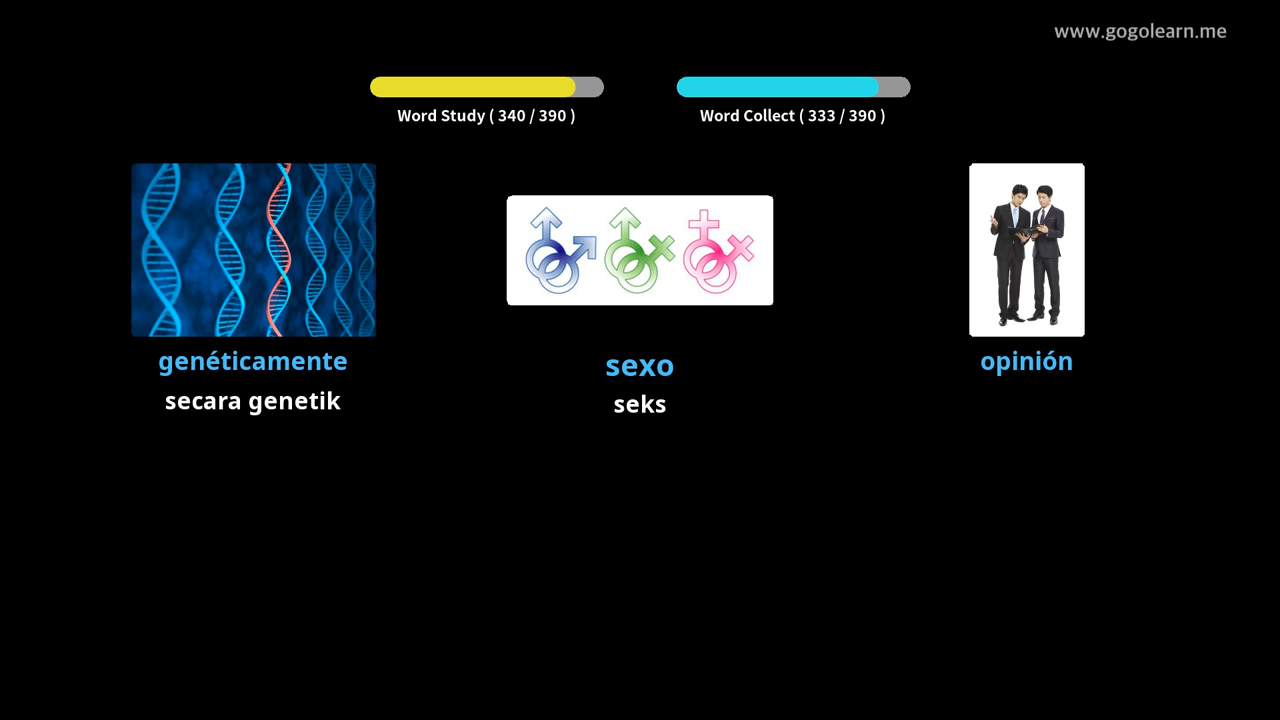 www.gogolearn.me
Word Study ( 340 / 390 )
Word Collect ( 333 / 390 )
genéticamente
secara genetik
sexo
seks
opinión